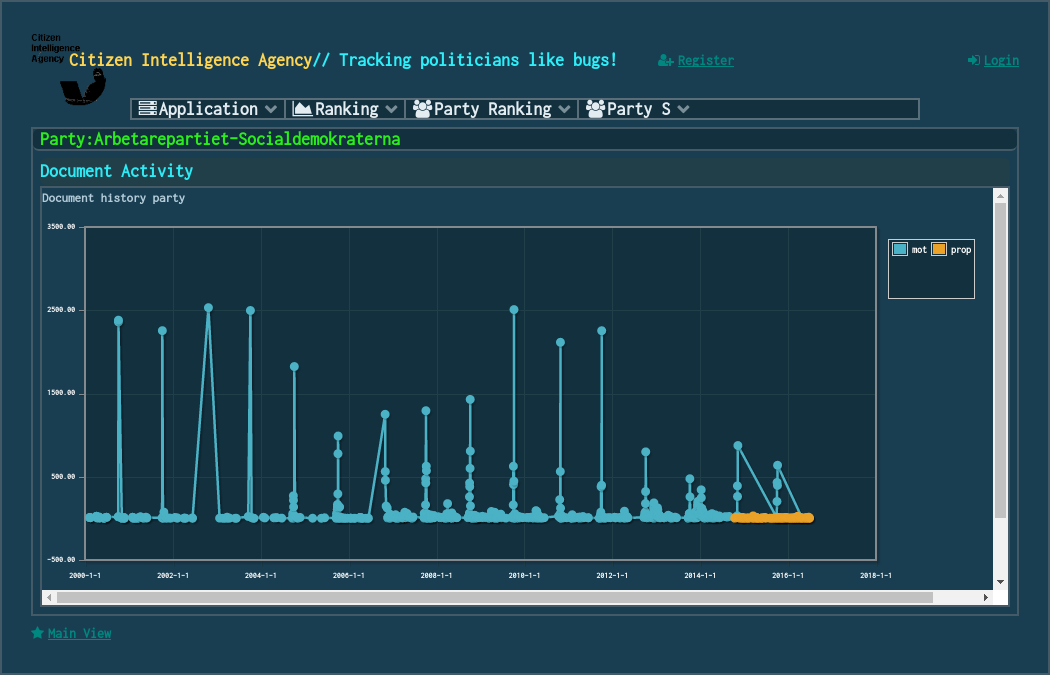 Citizen
Intelligence
Agency
Citizen Intelligence Agency// Tracking politicians like bugs!
Register
Login
Application
Ranking
Party Ranking
Party S
Party:Arbetarepartiet-Socialdemokraterna
Document Activity
Document history party
3500.00
2500.00
1500.00
500.00
-500.00
2000-1-1
2002-1-1
2004-1-1
2006-1-1
2008-1-1
2010-1-1
2012-1-1
2014-1-1
2016-1-1
2018-1-1
mot
prop
Main View